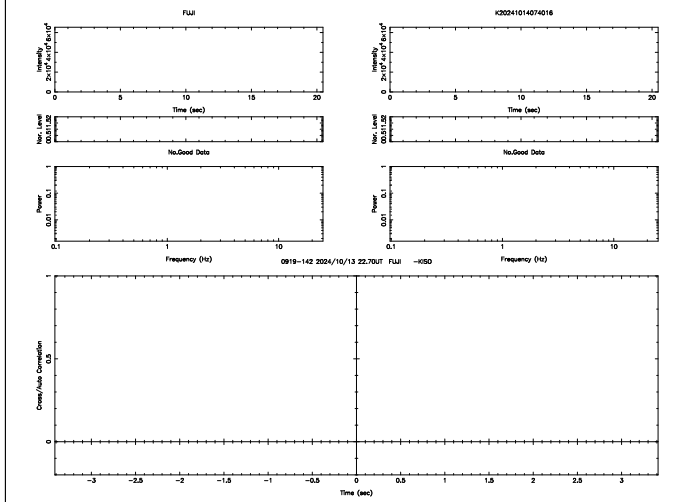 FUJI
K20241014074016
Intensity
2×10⁴ 4×10⁴ 6×10⁴
0 5 10 15 20
Time (sec)
Intensity
2×10⁴ 4×10⁴ 6×10⁴
0 5 10 15 20
Time (sec)
Nor. Level
00.511.52
Nor. Level
00.511.52
No.Good Data
No.Good Data
Power
0.01 0.1 1
0.1 1 10
Frequency (Hz)
Power
0.01 0.1 1
0.1 1 10
Frequency (Hz)
0919-142 2024/10/13 22.70UT FUJI -KISO
Cross/Auto Correlation
0 0.5 1
-3 -2.5 -2 -1.5 -1 -0.5 0 0.5 1 1.5 2 2.5 3
Time (sec)